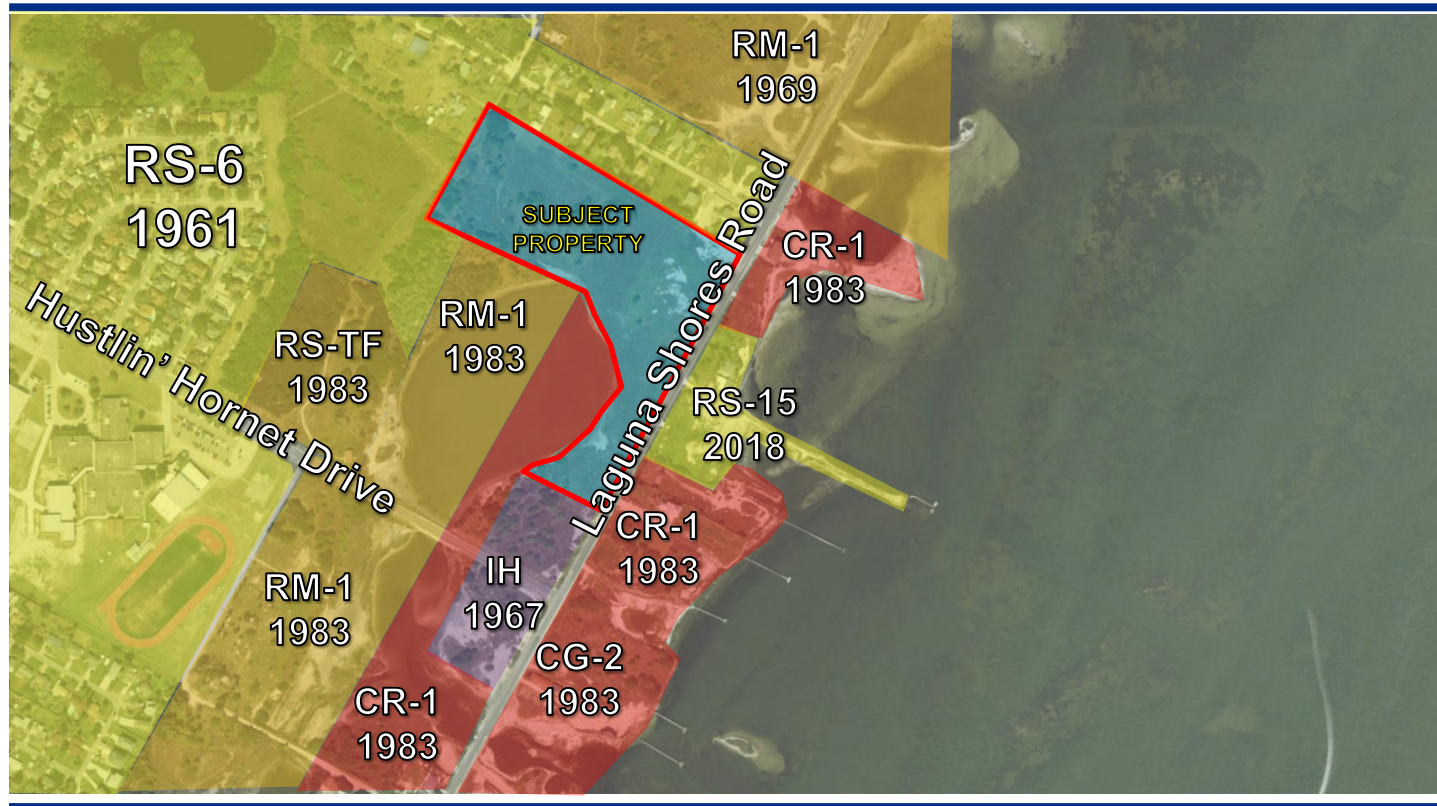 RM-1
1969
RS-6
1961
SUBJECT
PROPERTY
Laguna Shores Road
CR-1
1983
Hustlin' Hornet Drive
RS-TF
1983
RM-1
1983
RS-15
2018
CR-1
1983
IH
1967
RM-1
1983
CG-2
1983
CR-1
1983